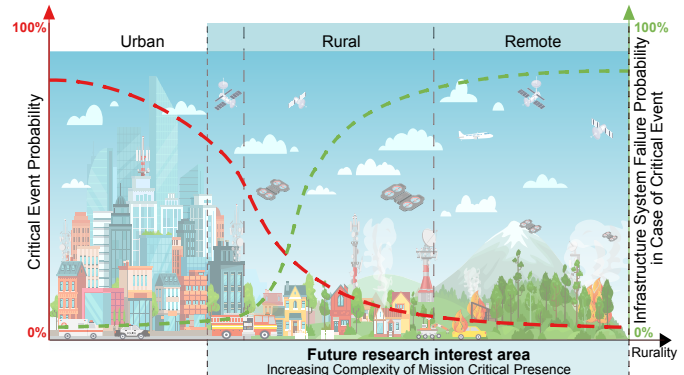 100%
100%
Urban
Rural
Remote
Critical Event Probability
Infrastructure System Failure Probability
in Case of Critical Event
0%
0%
Rurality
Future research interest area
Increasing Complexity of Mission Critical Presence